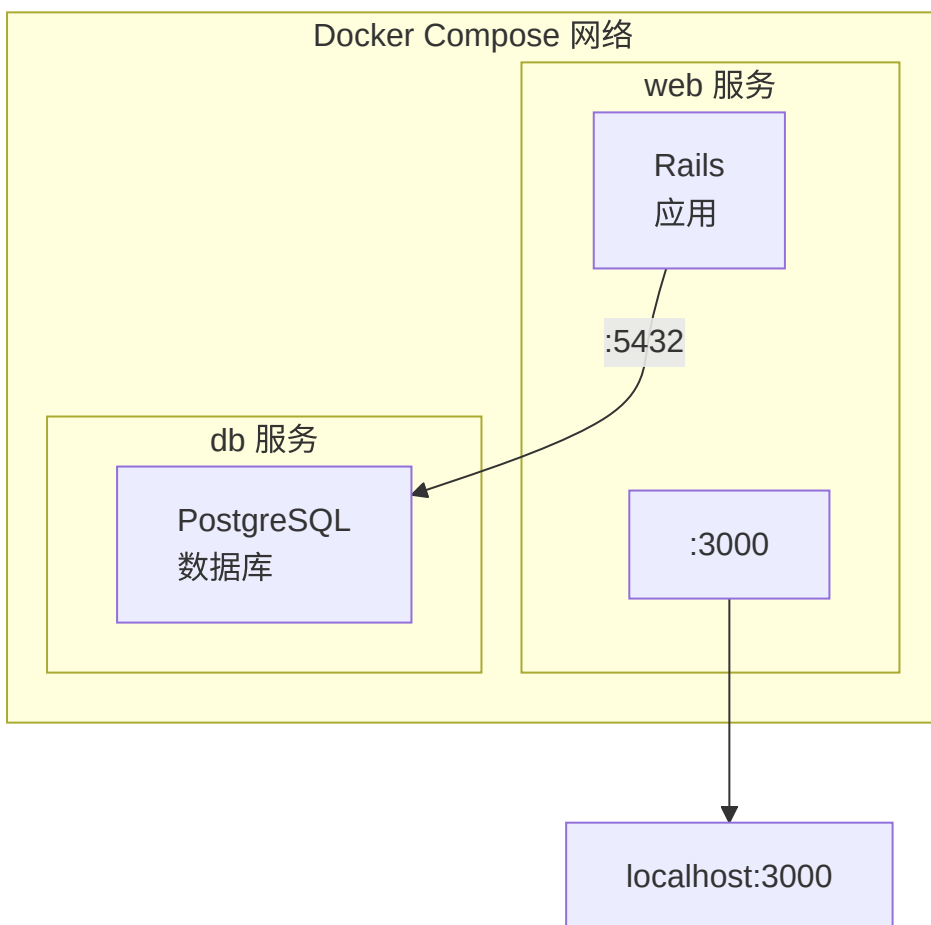 Docker Compose 网络
web 服务
Rails
应用
:5432
db 服务
PostgreSQL
数据库
:3000
localhost:3000